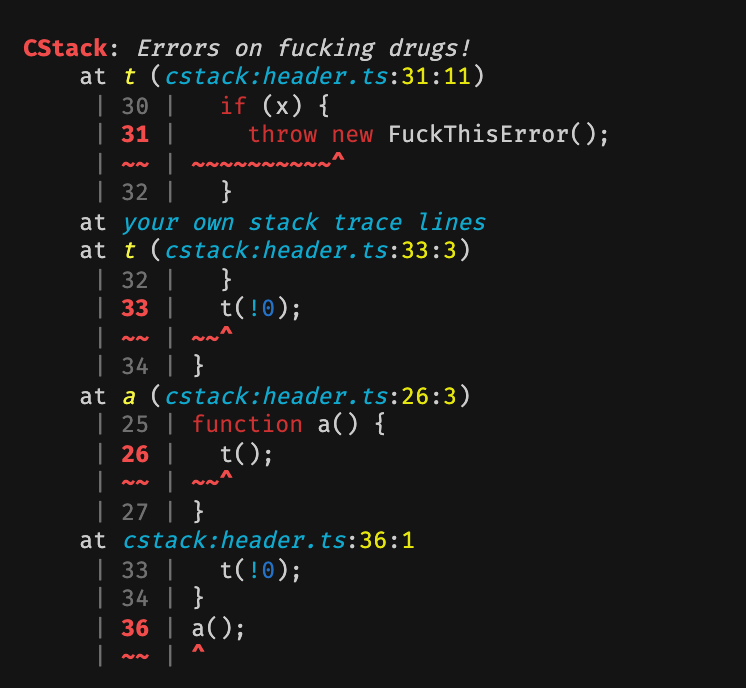 CStack: Errors on fucking drugs!
    at t (cstack:header.ts:31:11)
     | 30 |   if (x) {
     | 31 |     throw new FuckThisError();
     | ~~ | ~~~~~~~~~~^
     | 32 |   }
    at your own stack trace lines
    at t (cstack:header.ts:33:3)
     | 32 |   }
     | 33 |   t(!0);
     | ~~ | ~~^
     | 34 | }
    at a (cstack:header.ts:26:3)
     | 25 | function a() {
     | 26 |   t();
     | ~~ | ~~^
     | 27 | }
    at cstack:header.ts:36:1
     | 33 |   t(!0);
     | 34 | }
     | 36 | a();
     | ~~ | ^